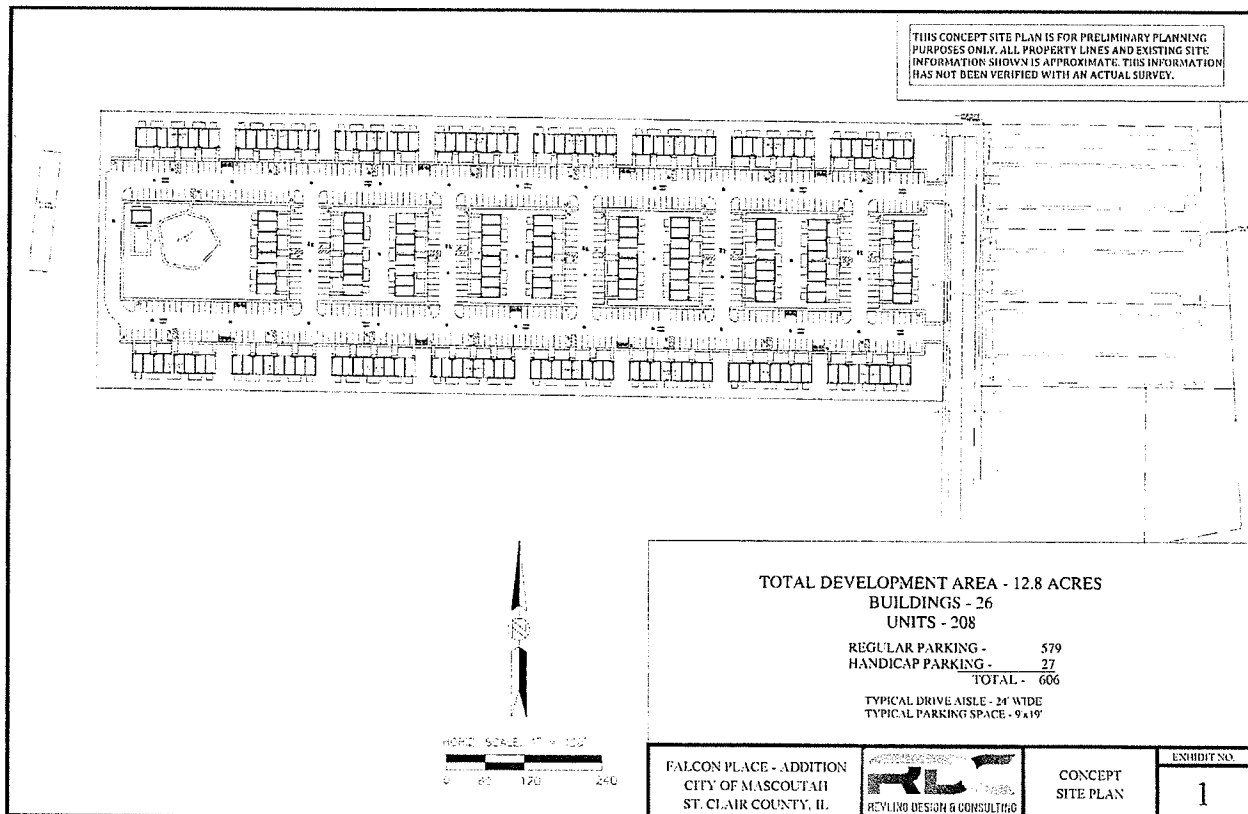 THIS CONCEPT SITE PLAN IS FOR PRELIMINARY PLANNING
PURPOSES ONLY. ALL PROPERTY LINES AND EXISTING SITE
INFORMATION SHOWN IS APPROXIMATE. THIS INFORMATION
HAS NOT BEEN VERIFIED WITH AN ACTUAL SURVEY.
TOTAL DEVELOPMENT AREA - 12.8 ACRES
BUILDINGS - 26
UNITS - 208
REGULAR PARKING - 579
HANDICAP PARKING - 27
TOTAL - 606
TYPICAL DRIVE AISLE - 24' WIDE
TYPICAL PARKING SPACE - 9'x19'
HORIZ. SCALE: 1" = 120'
0 60 120 240
FALCON PLACE - ADDITION
CITY OF MASCOUTAH
ST. CLAIR COUNTY, IL
REYLING DESIGN & CONSULTING
CONCEPT
SITE PLAN
EXHIBIT NO.
1